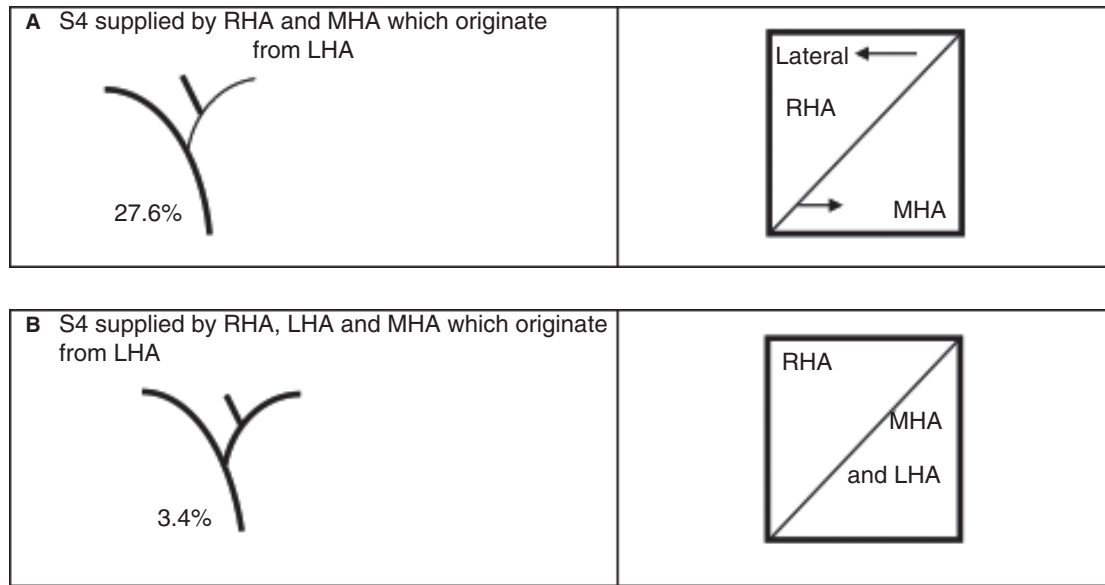 A S4 supplied by RHA and MHA which originate
from LHA
27.6%
Lateral
RHA
MHA
B S4 supplied by RHA, LHA and MHA which originate
from LHA
3.4%
RHA
MHA
and LHA